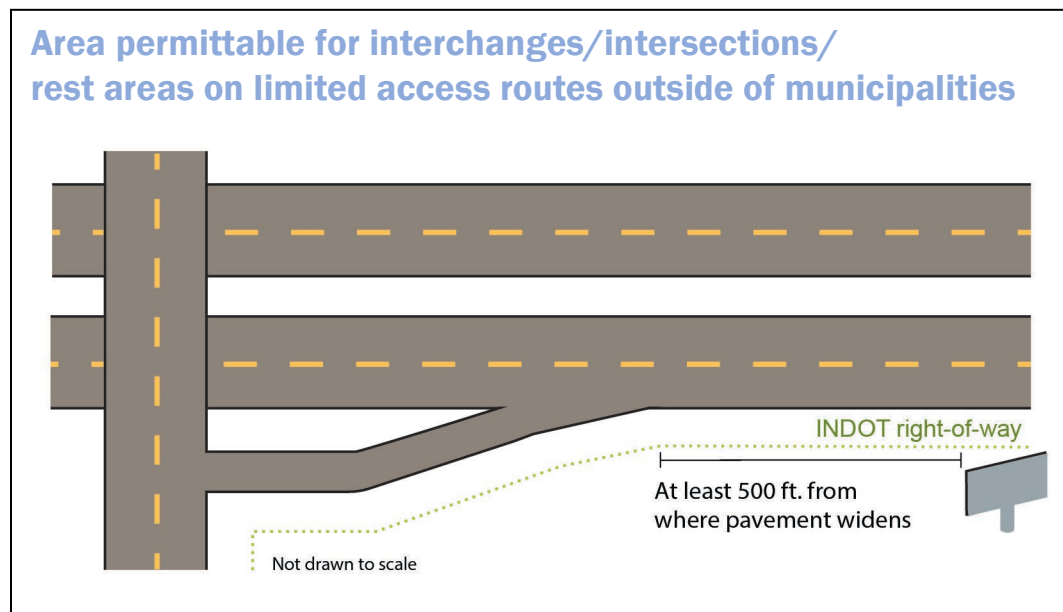 Area permittable for interchanges/intersections/
rest areas on limited access routes outside of municipalities
INDOT right-of-way
At least 500 ft. from
where pavement widens
Not drawn to scale